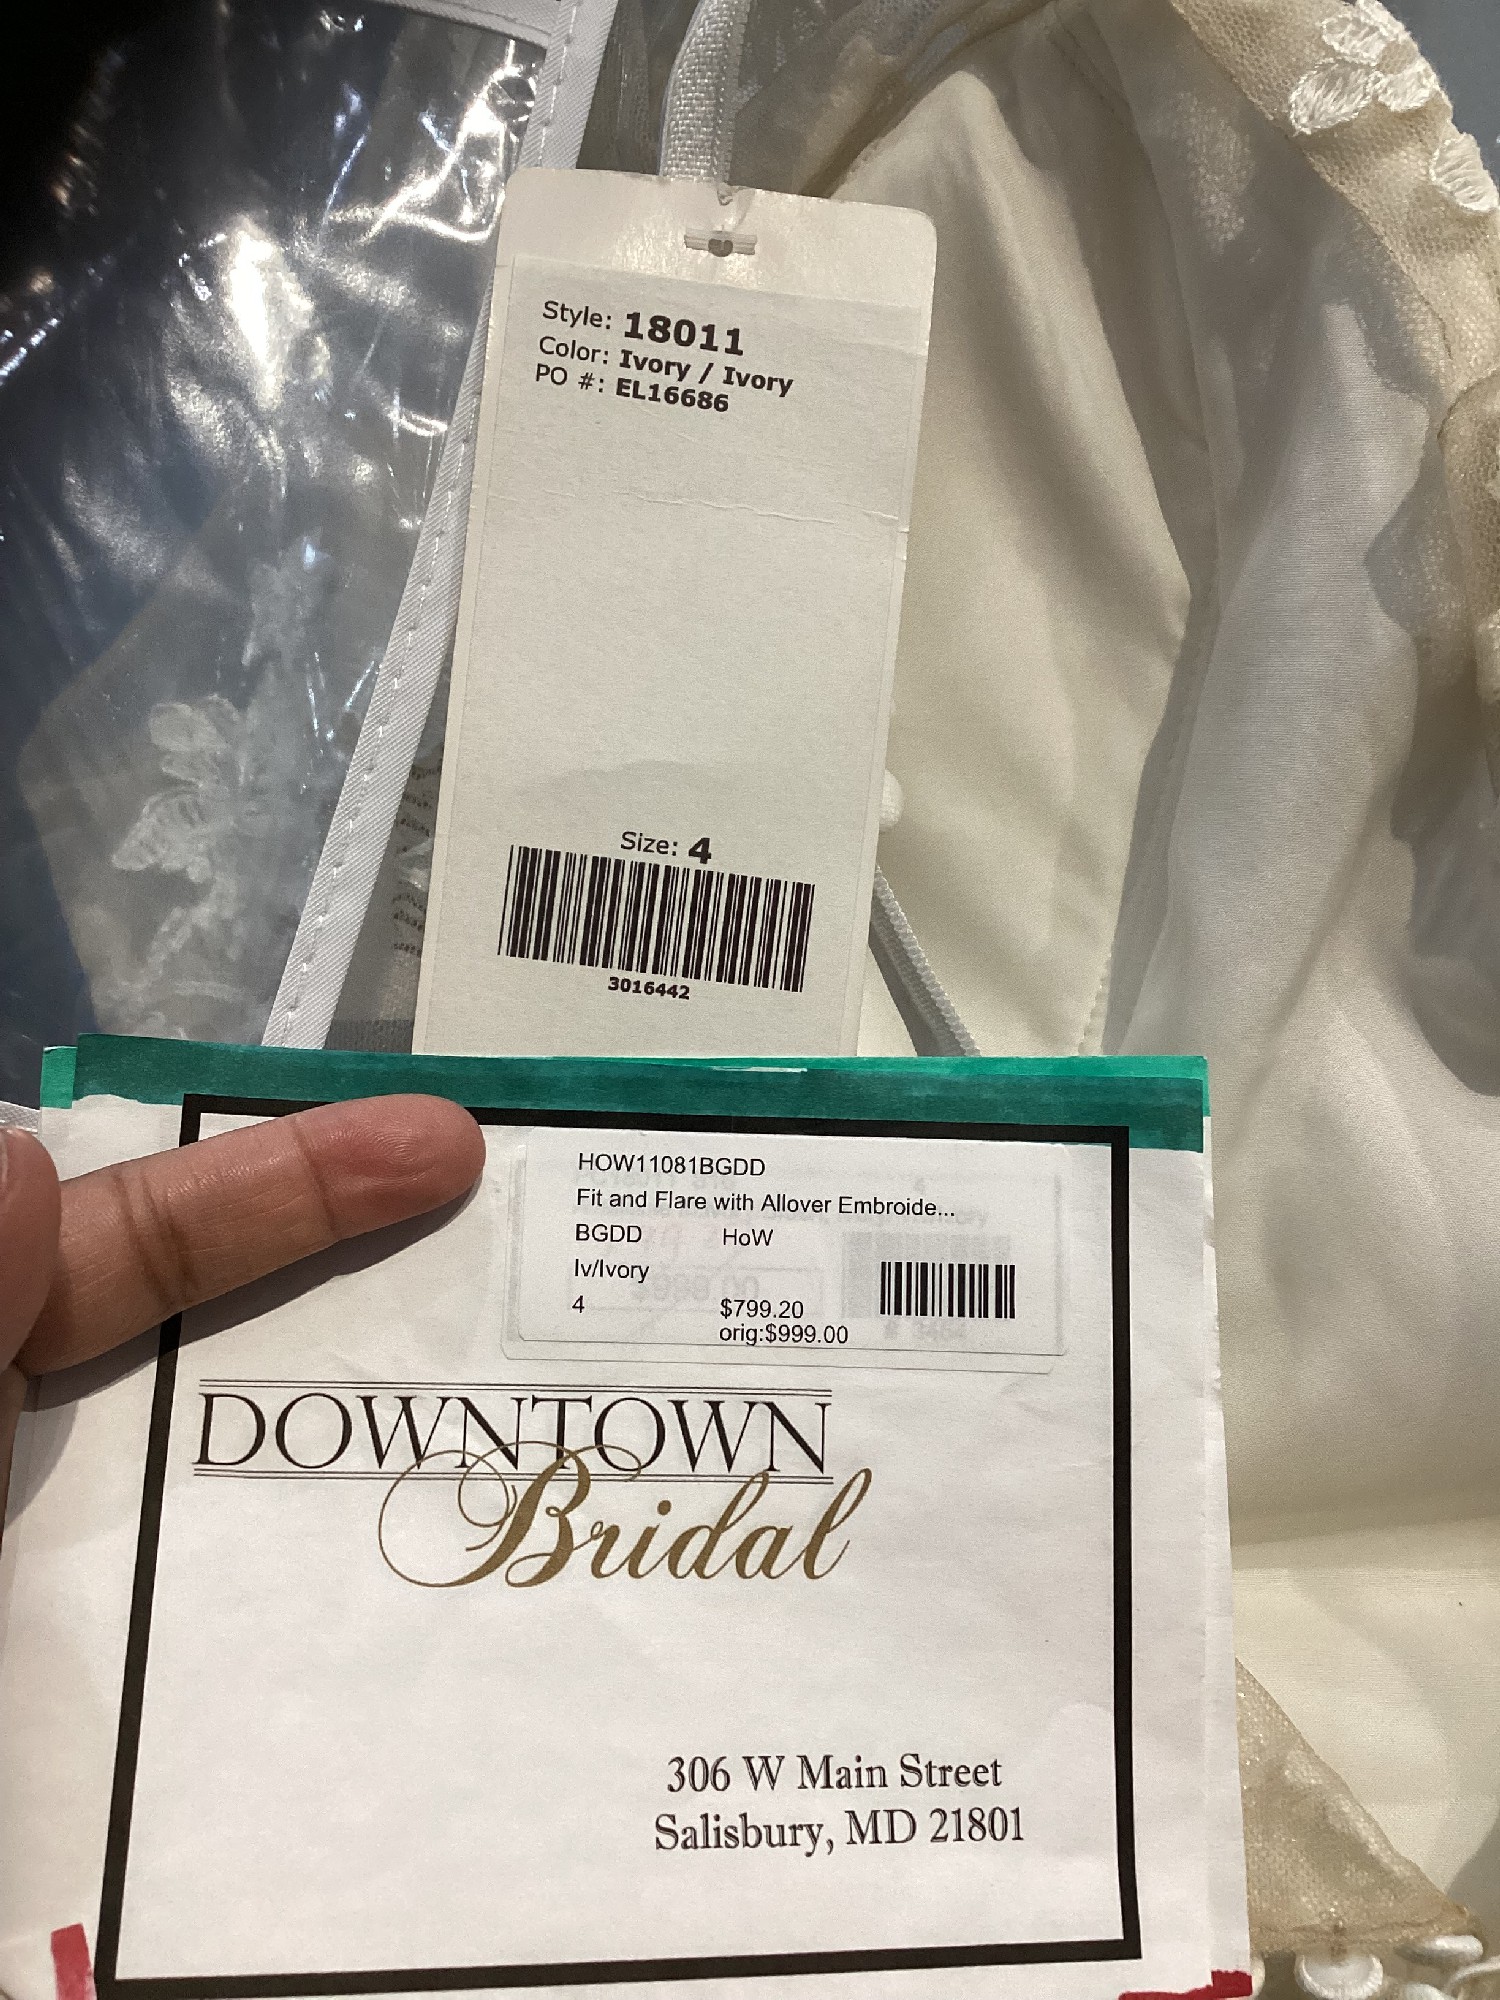 Style: 18011
Color: Ivory / Ivory
PO #: EL16686
Size: 4
3016442
HOW11081BGDD
Fit and Flare with Allover Embroide...
BGDD HoW
Iv/Ivory
4 $799.20
orig:$999.00
DOWNTOWN
Bridal
306 W Main Street
Salisbury, MD 21801